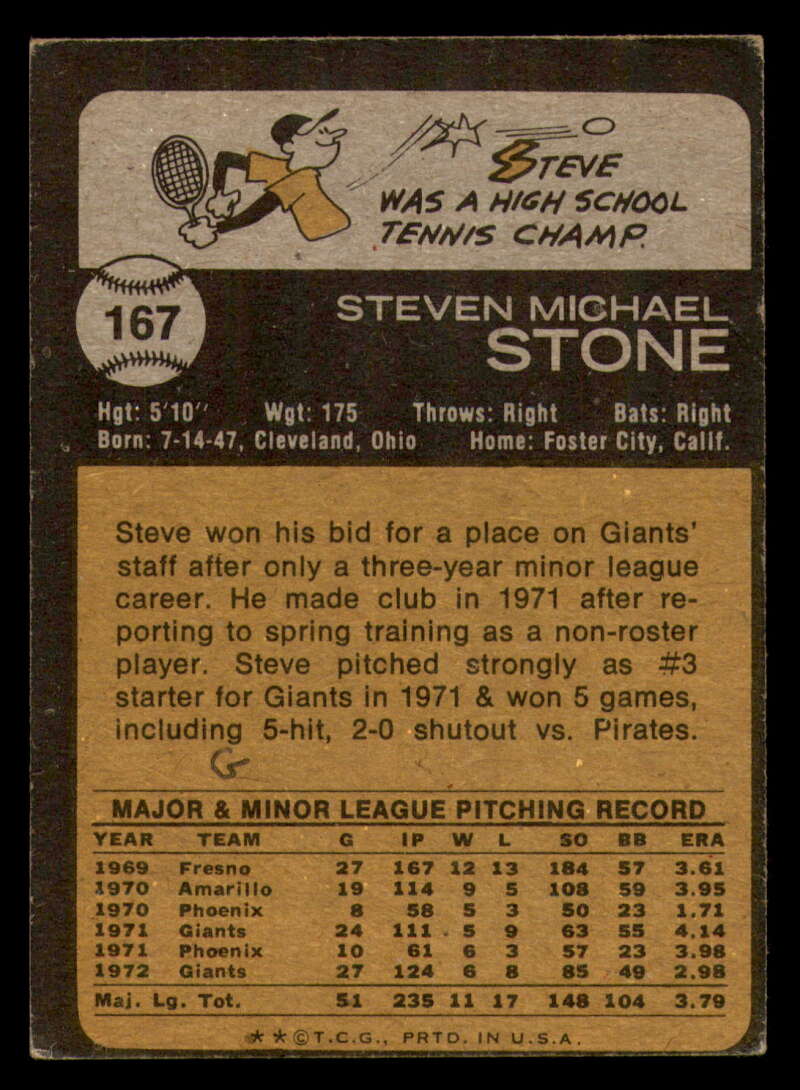 STEVE
WAS A HIGH SCHOOL
TENNIS CHAMP.
167
STEVEN MICHAEL
STONE
Hgt: 5'10" Wgt: 175 Throws: Right Bats: Right
Born: 7-14-47, Cleveland, Ohio Home: Foster City, Calif.
Steve won his bid for a place on Giants'
staff after only a three-year minor league
career. He made club in 1971 after re-
porting to spring training as a non-roster
player. Steve pitched strongly as #3
starter for Giants in 1971 & won 5 games,
including 5-hit, 2-0 shutout vs. Pirates.
G
MAJOR & MINOR LEAGUE PITCHING RECORD
YEAR TEAM G IP W L SO BB ERA
1969 Fresno 27 167 12 13 184 57 3.61
1970 Amarillo 19 114 9 5 108 59 3.95
1970 Phoenix 8 58 5 3 50 23 1.71
1971 Giants 24 111 5 9 63 55 4.14
1971 Phoenix 10 61 6 3 57 23 3.98
1972 Giants 27 124 6 8 85 49 2.98
Maj. Lg. Tot. 51 235 11 17 148 104 3.79
**©T.C.G., PRTD. IN U.S.A.